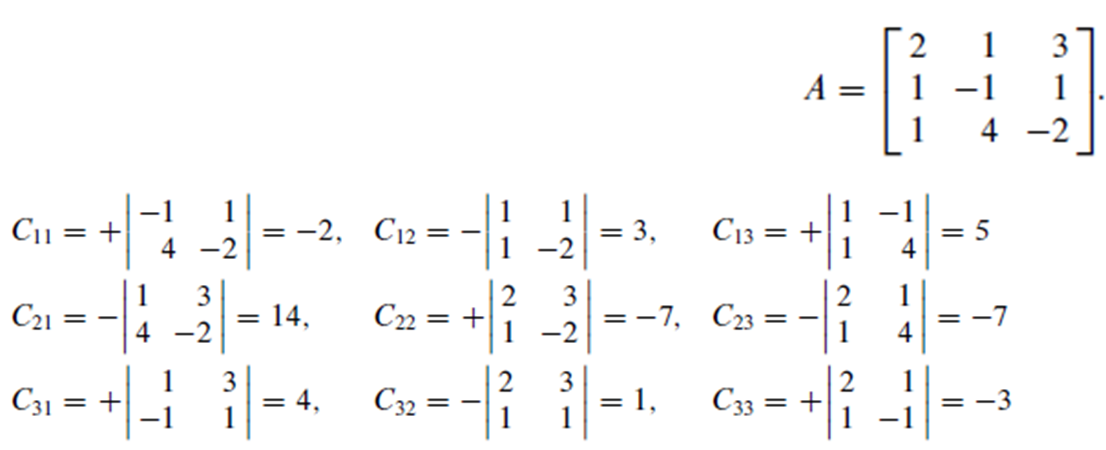 A = [2 1 3
1 −1 1
1 4 −2].
C₁₁ = +|−1 1; 4 −2| = −2, C₁₂ = −|1 1; 1 −2| = 3, C₁₃ = +|1 −1; 1 4| = 5
C₂₁ = −|1 3; 4 −2| = 14, C₂₂ = +|2 3; 1 −2| = −7, C₂₃ = −|2 1; 1 4| = −7
C₃₁ = +|1 3; −1 1| = 4, C₃₂ = −|2 3; 1 1| = 1, C₃₃ = +|2 1; 1 −1| = −3